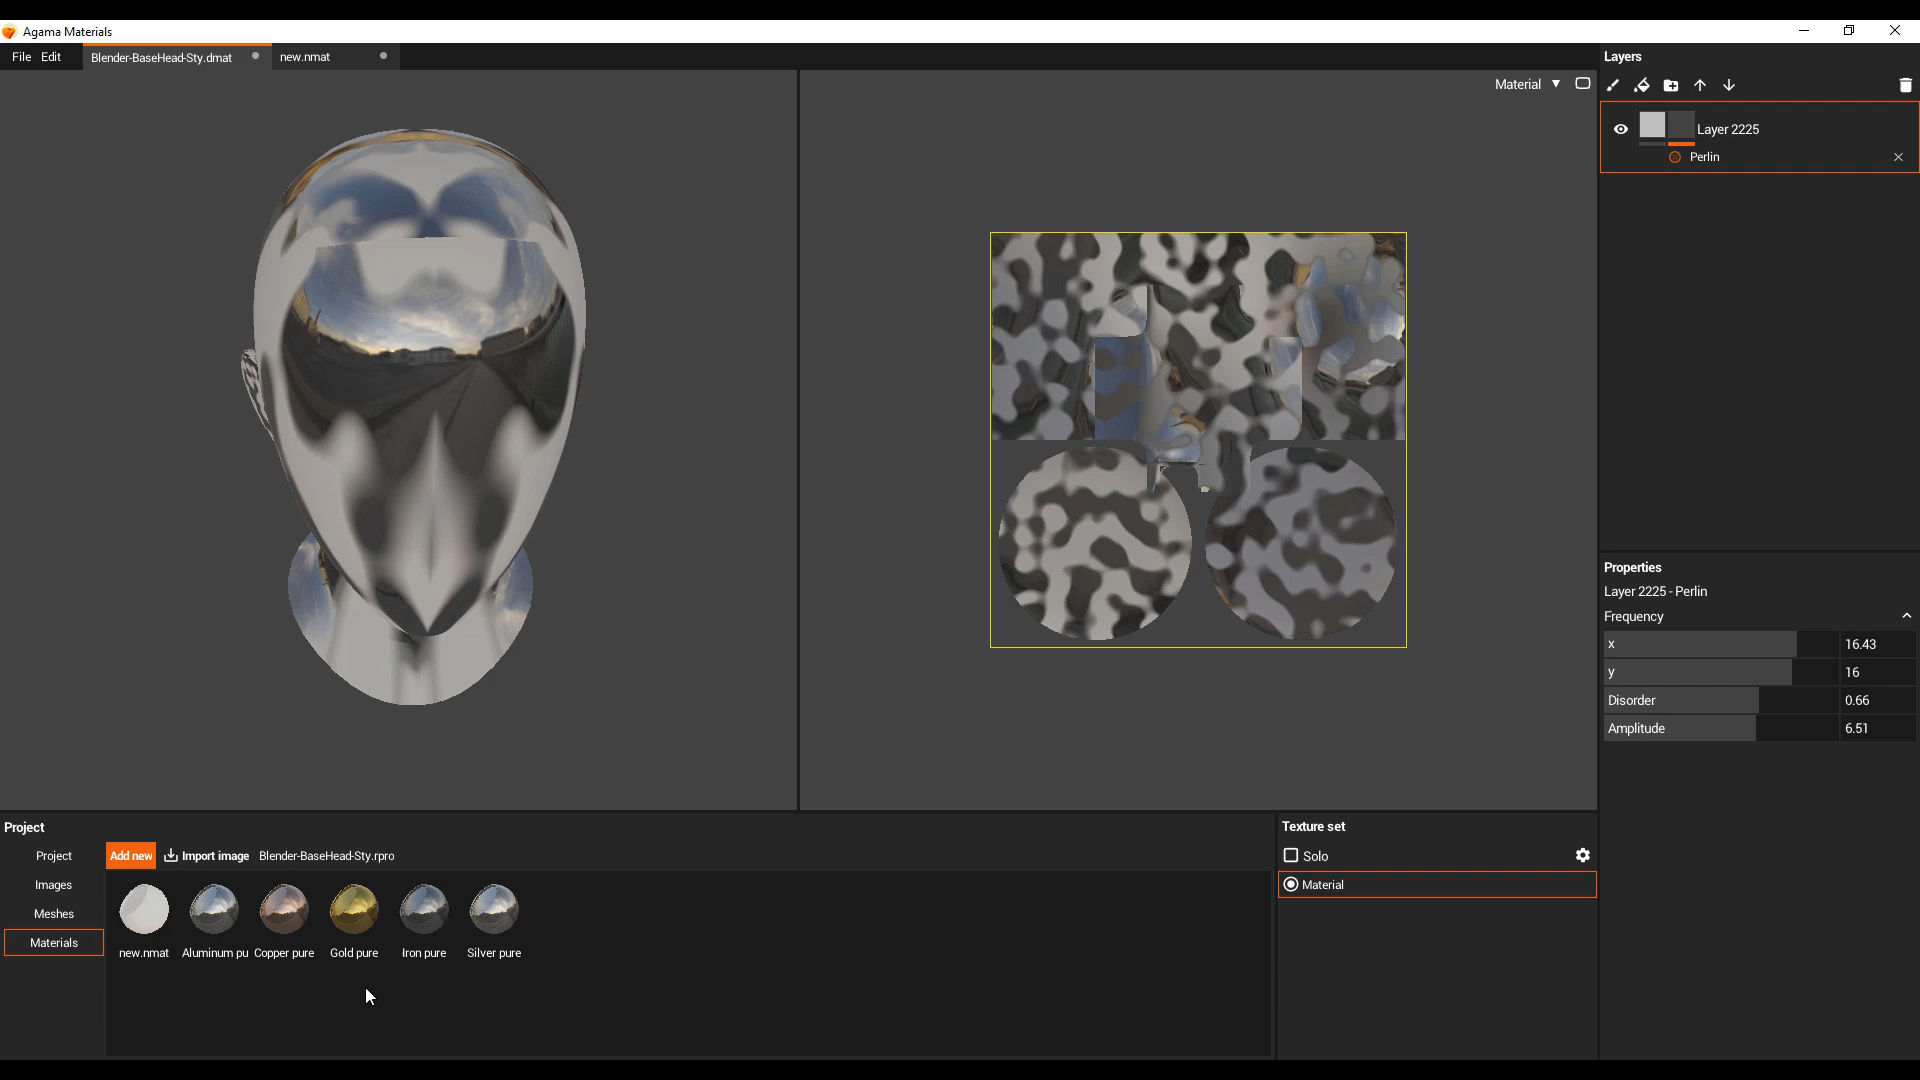 Agama Materials
File Edit Blender-BaseHead-Sty.dmat new.nmat
Material
Layers
Layer 2225
Perlin
Properties
Layer 2225 - Perlin
Frequency
x 16.43
y 16
Disorder 0.66
Amplitude 6.51
Project
Project
Images
Meshes
Materials
Add new Import image Blender-BaseHead-Sty.rpro
new.nmat Aluminum pu Copper pure Gold pure Iron pure Silver pure
Texture set
Solo
Material